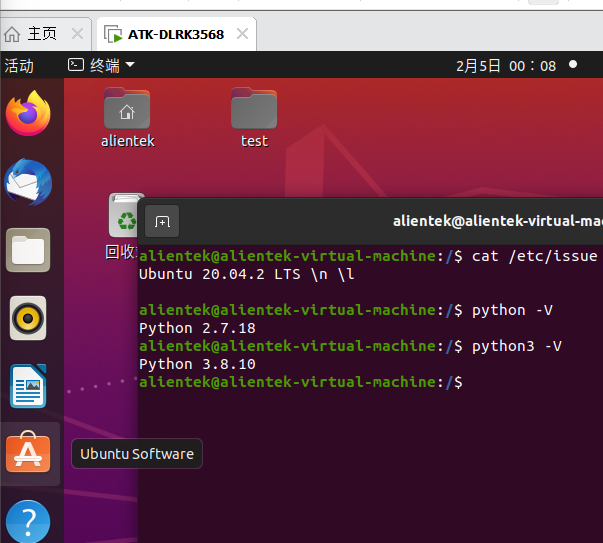 主页
ATK-DLRK3568
活动
终端
2月5日 00：08
alientek
test
alientek@alientek-virtual-mac
alientek@alientek-virtual-machine:/$ cat /etc/issue
Ubuntu 20.04.2 LTS \n \l
alientek@alientek-virtual-machine:/$ python -V
Python 2.7.18
alientek@alientek-virtual-machine:/$ python3 -V
Python 3.8.10
alientek@alientek-virtual-machine:/$
回收
Ubuntu Software